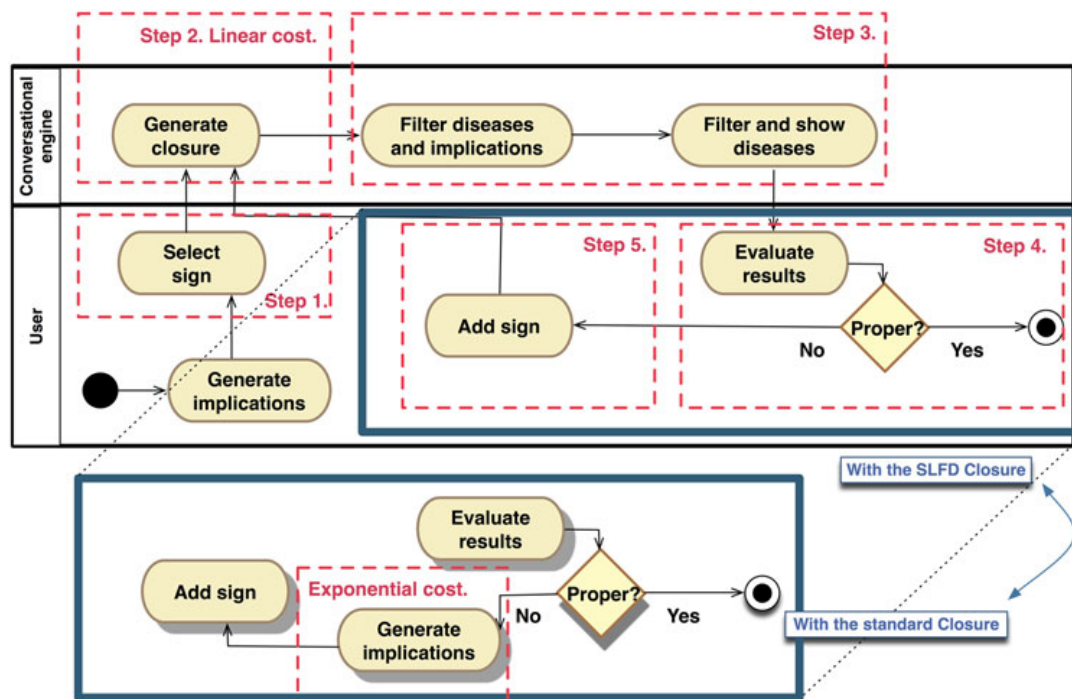 Step 2. Linear cost.
Step 3.
Conversational
engine
Generate
closure
Filter diseases
and implications
Filter and show
diseases
User
Select
sign
Step 1.
Generate
implications
Step 5.
Add sign
Evaluate
results
Step 4.
Proper?
No
Yes
With the SLFD Closure
Evaluate
results
Add sign
Exponential cost.
Generate
implications
Proper?
No
Yes
With the standard Closure